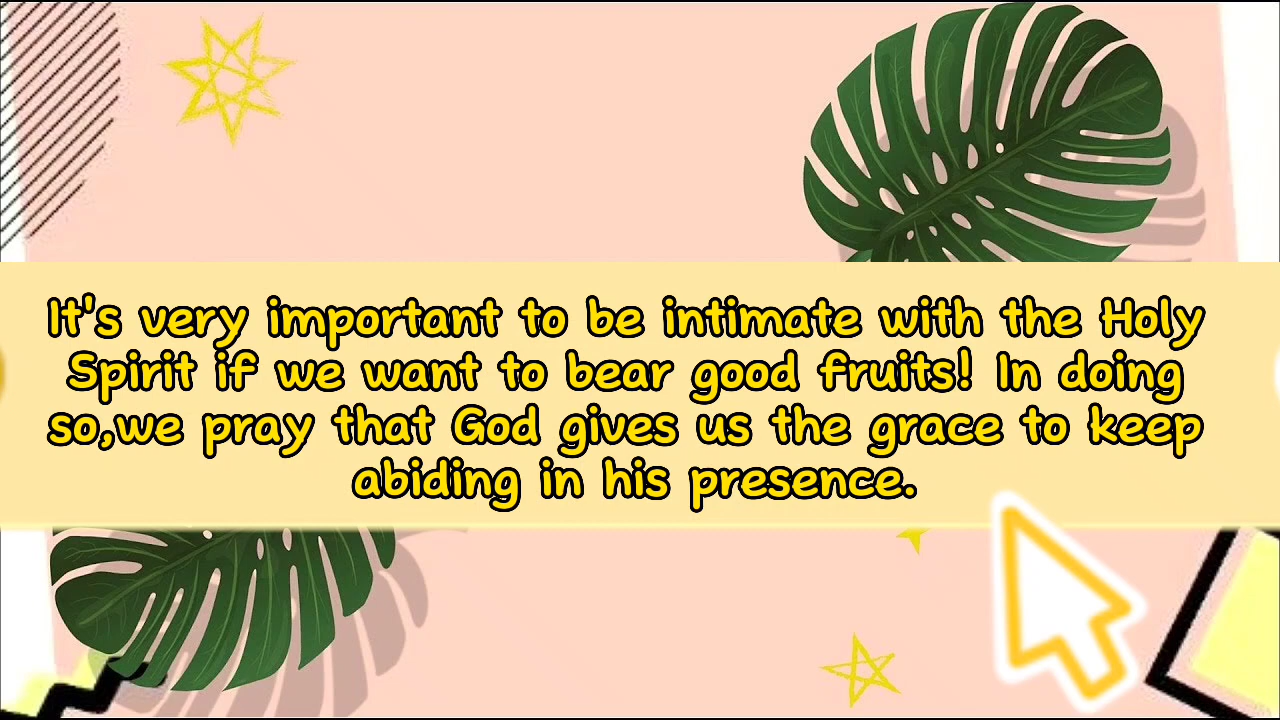 It's very important to be intimate with the Holy
Spirit if we want to bear good fruits! In doing
so,we pray that God gives us the grace to keep
abiding in his presence.